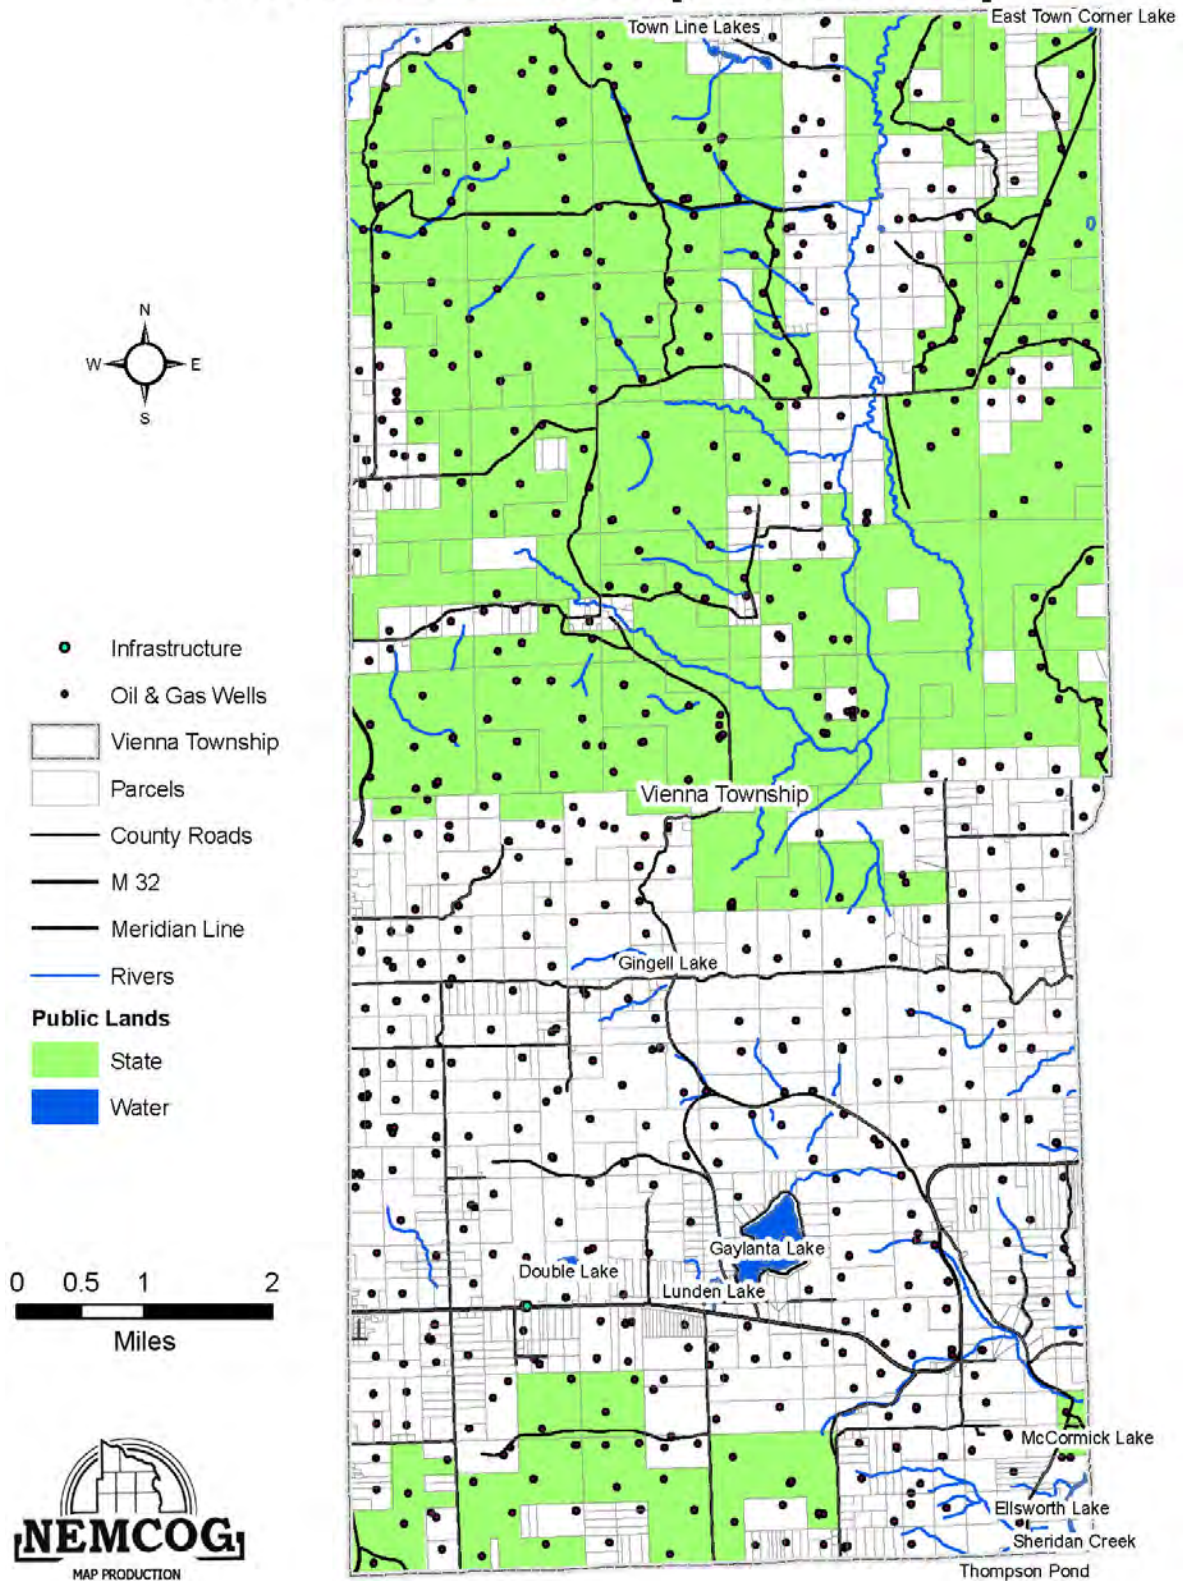 East Town Corner Lake
Town Line Lakes
N
W
E
S
Infrastructure
Oil & Gas Wells
Vienna Township
Parcels
County Roads
M 32
Meridian Line
Rivers
Public Lands
State
Water
Vienna Township
Gingell Lake
Gaylanta Lake
Double Lake
Lunden Lake
0 0.5 1 2
Miles
McCormick Lake
Ellsworth Lake
Sheridan Creek
Thompson Pond
NEMCOG
MAP PRODUCTION